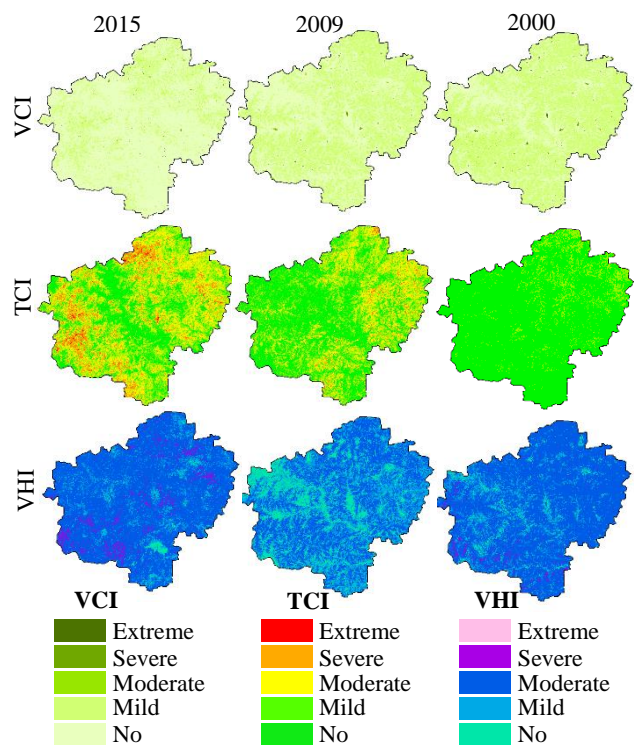 2015 2009 2000
VCI
TCI
VHI
VCI TCI VHI
Extreme Extreme Extreme
Severe Severe Severe
Moderate Moderate Moderate
Mild Mild Mild
No No No